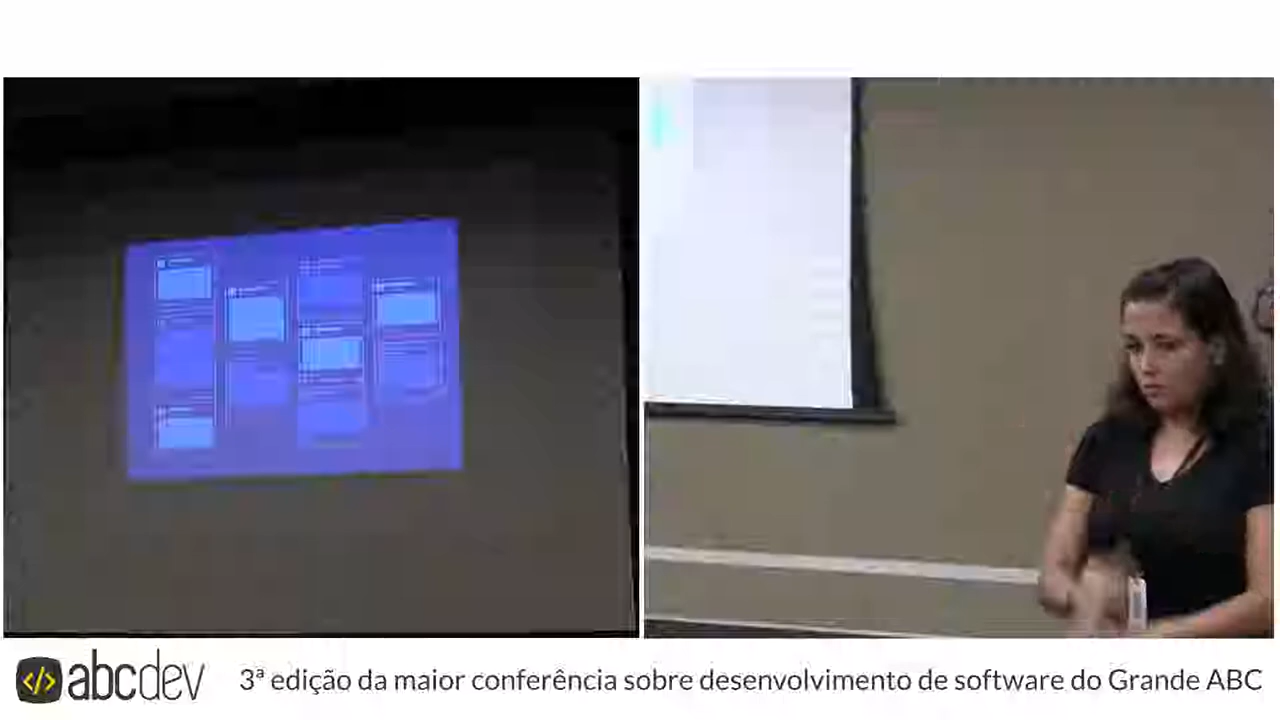 </> abcdev
3ª edição da maior conferência sobre desenvolvimento de software do Grande ABC